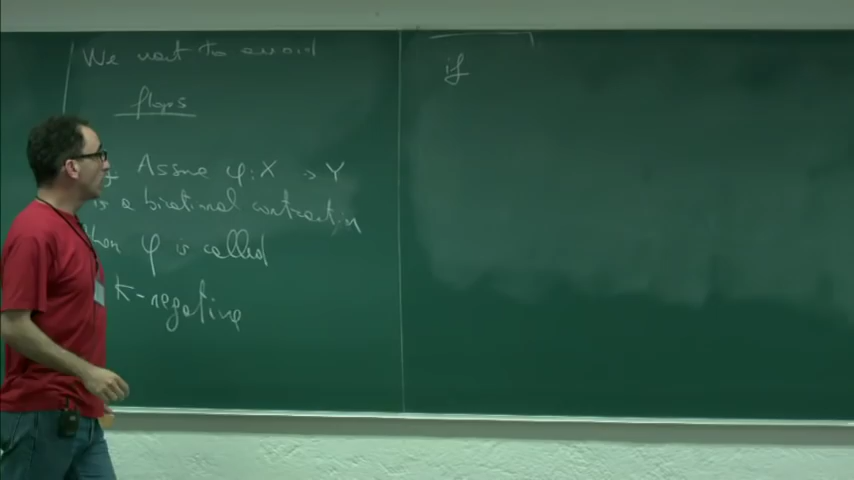 We want to avoid
flops
Assume φ: X ⇢ Y
is a birational contraction
then φ is called
K-negative
if